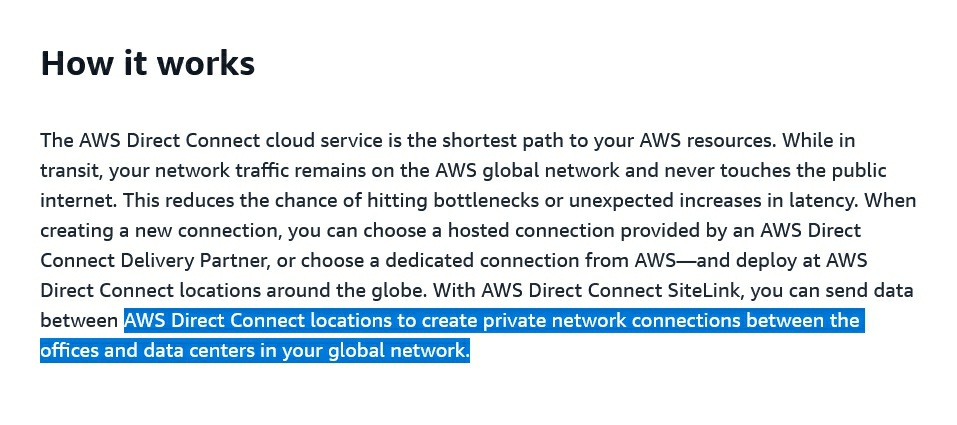 How it works
The AWS Direct Connect cloud service is the shortest path to your AWS resources. While in
transit, your network traffic remains on the AWS global network and never touches the public
internet. This reduces the chance of hitting bottlenecks or unexpected increases in latency. When
creating a new connection, you can choose a hosted connection provided by an AWS Direct
Connect Delivery Partner, or choose a dedicated connection from AWS—and deploy at AWS
Direct Connect locations around the globe. With AWS Direct Connect SiteLink, you can send data
between AWS Direct Connect locations to create private network connections between the
offices and data centers in your global network.